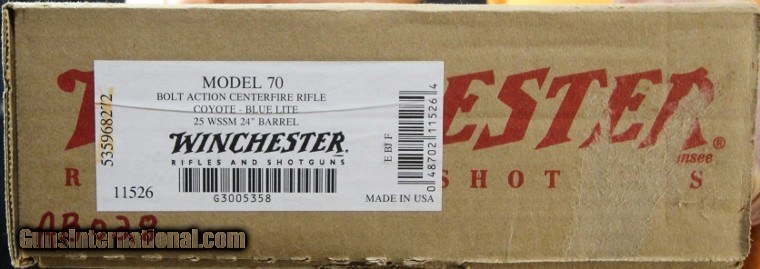 WINCHESTER®
MODEL 70
BOLT ACTION CENTERFIRE RIFLE
COYOTE - BLUE LITE
25 WSSM 24" BARREL
WINCHESTER.
RIFLES AND SHOTGUNS
11526
G3005358
MADE IN USA
535968272
E BJ F
0 48702 11526 4
R SHOT S
GunsInternational.com